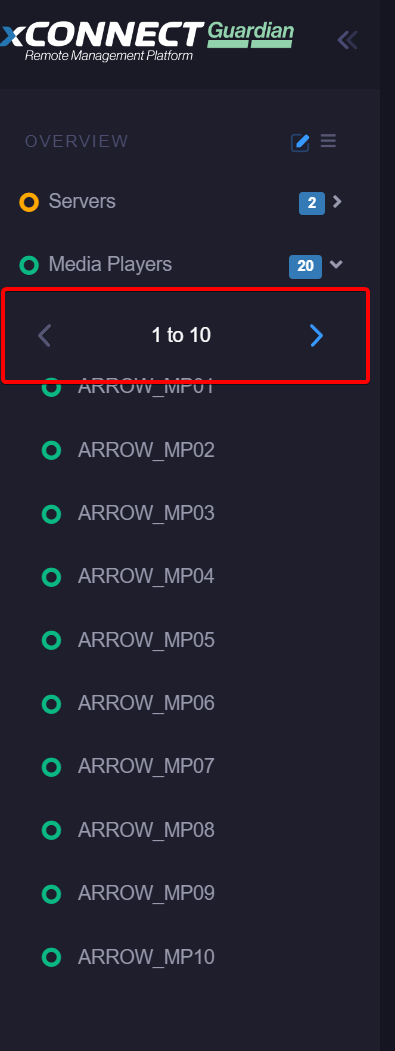 xCONNECT Guardian
Remote Management Platform
OVERVIEW
Servers 2
Media Players 20
1 to 10
ARROW_MP01
ARROW_MP02
ARROW_MP03
ARROW_MP04
ARROW_MP05
ARROW_MP06
ARROW_MP07
ARROW_MP08
ARROW_MP09
ARROW_MP10